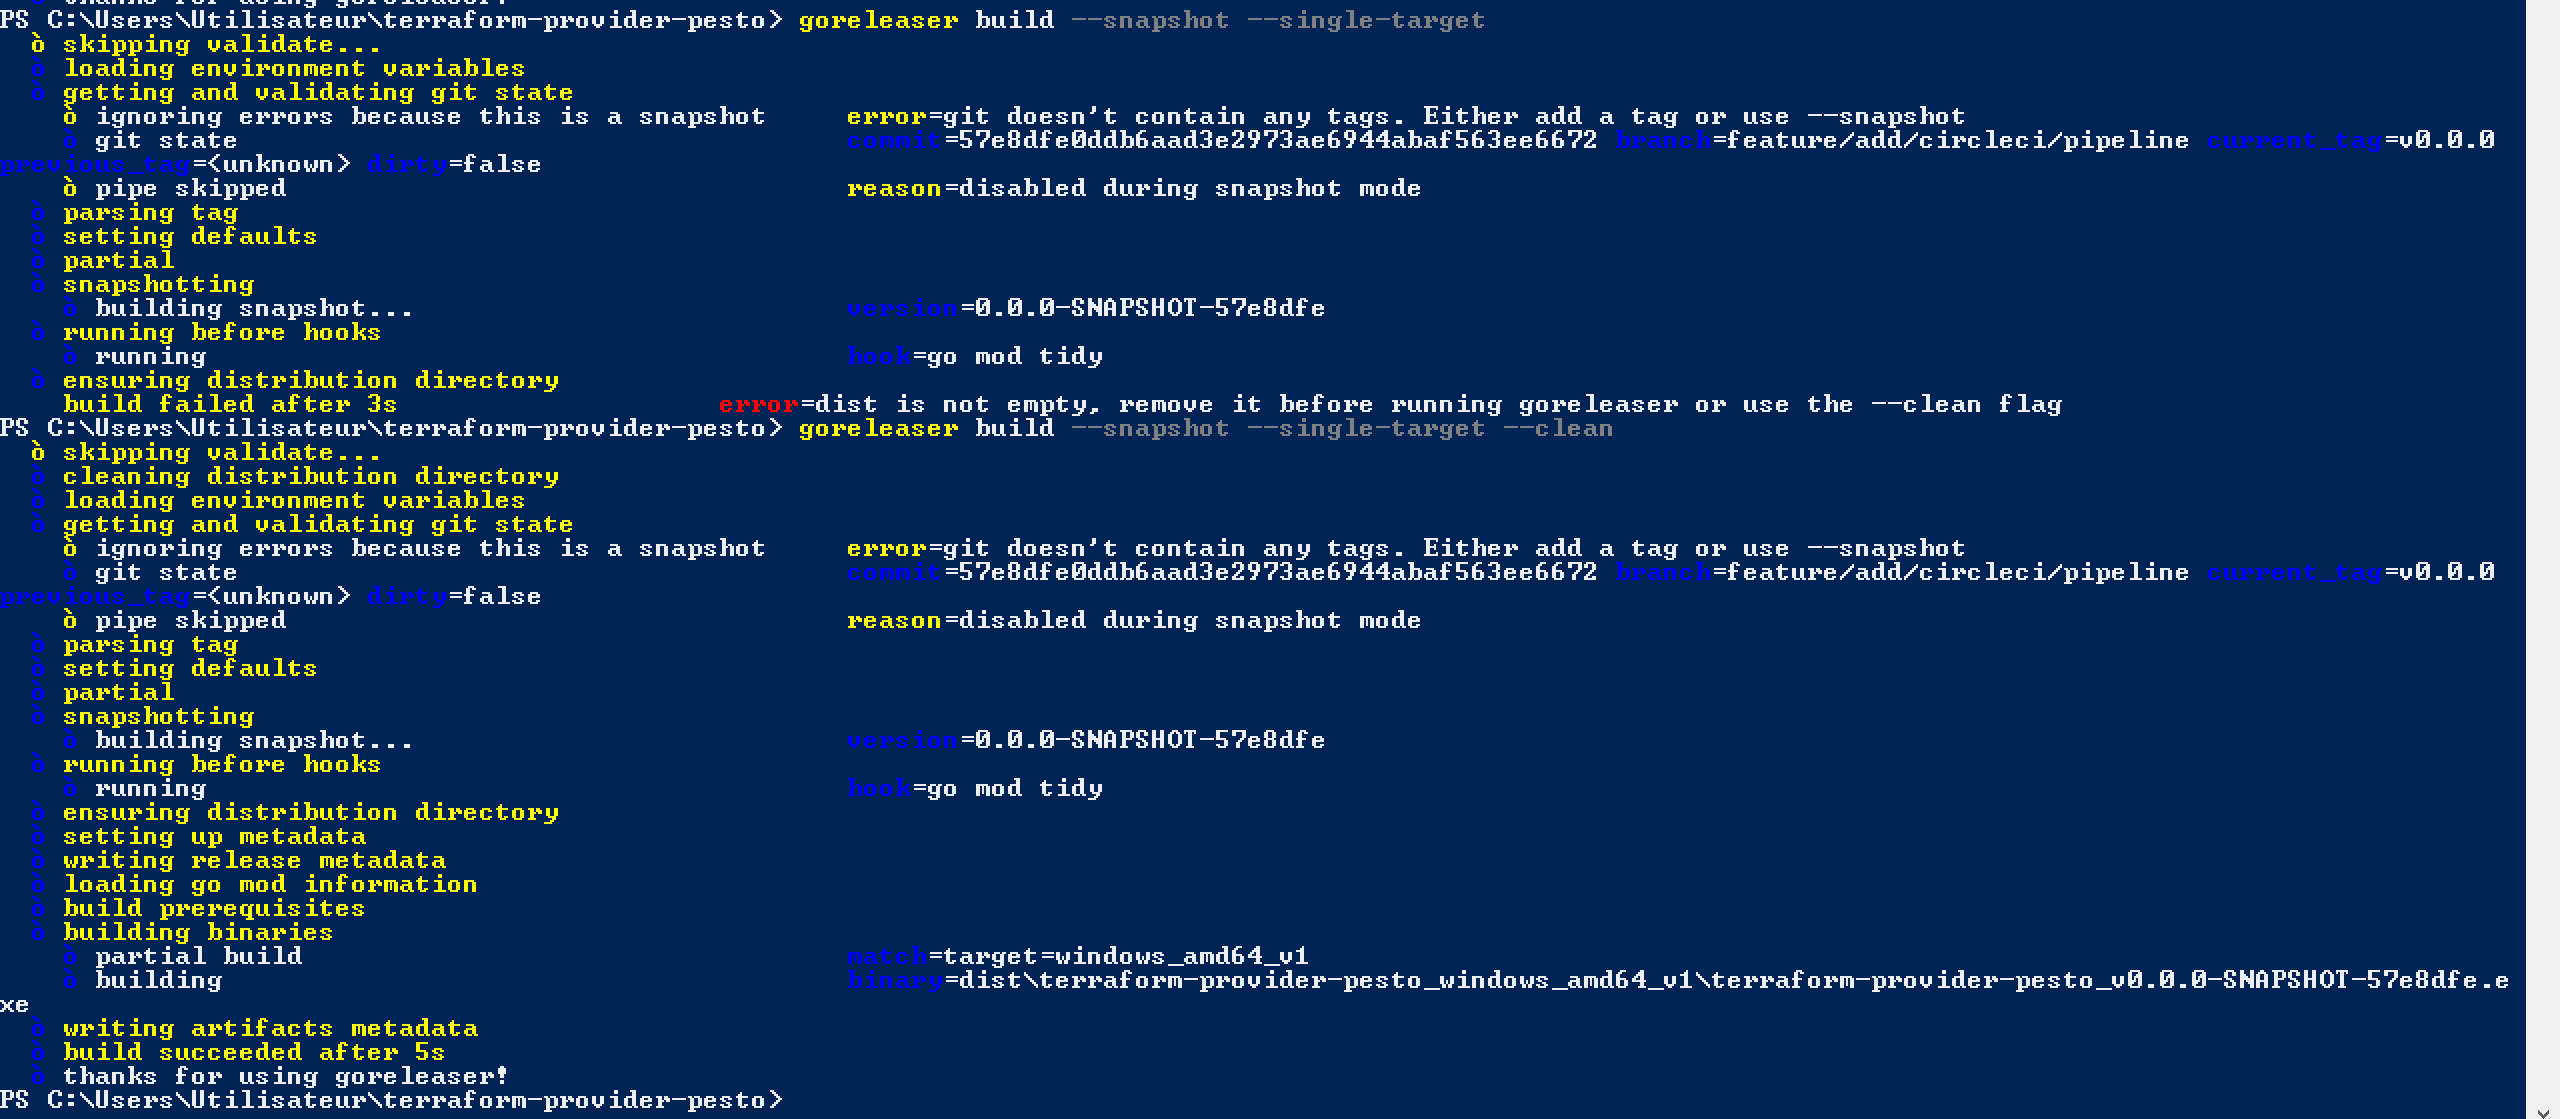 thanks for using goreleaser!
PS C:\Users\Utilisateur\terraform-provider-pesto> goreleaser build --snapshot --single-target
ò skipping validate...
ò loading environment variables
ò getting and validating git state
ò ignoring errors because this is a snapshot error=git doesn't contain any tags. Either add a tag or use --snapshot
ò git state commit=57e8dfe0ddb6aad3e2973ae6944abaf563ee6672 branch=feature/add/circleci/pipeline current_tag=v0.0.0
previous_tag=<unknown> dirty=false
ò pipe skipped reason=disabled during snapshot mode
ò parsing tag
ò setting defaults
ò partial
ò snapshotting
ò building snapshot... version=0.0.0-SNAPSHOT-57e8dfe
ò running before hooks
ò running hook=go mod tidy
ò ensuring distribution directory
build failed after 3s error=dist is not empty, remove it before running goreleaser or use the --clean flag
PS C:\Users\Utilisateur\terraform-provider-pesto> goreleaser build --snapshot --single-target --clean
ò skipping validate...
ò cleaning distribution directory
ò loading environment variables
ò getting and validating git state
ò ignoring errors because this is a snapshot error=git doesn't contain any tags. Either add a tag or use --snapshot
ò git state commit=57e8dfe0ddb6aad3e2973ae6944abaf563ee6672 branch=feature/add/circleci/pipeline current_tag=v0.0.0
previous_tag=<unknown> dirty=false
ò pipe skipped reason=disabled during snapshot mode
ò parsing tag
ò setting defaults
ò partial
ò snapshotting
ò building snapshot... version=0.0.0-SNAPSHOT-57e8dfe
ò running before hooks
ò running hook=go mod tidy
ò ensuring distribution directory
ò setting up metadata
ò writing release metadata
ò loading go mod information
ò build prerequisites
ò building binaries
ò partial build match=target=windows_amd64_v1
ò building binary=dist\terraform-provider-pesto_windows_amd64_v1\terraform-provider-pesto_v0.0.0-SNAPSHOT-57e8dfe.e
xe
ò writing artifacts metadata
ò build succeeded after 5s
ò thanks for using goreleaser!
PS C:\Users\Utilisateur\terraform-provider-pesto>